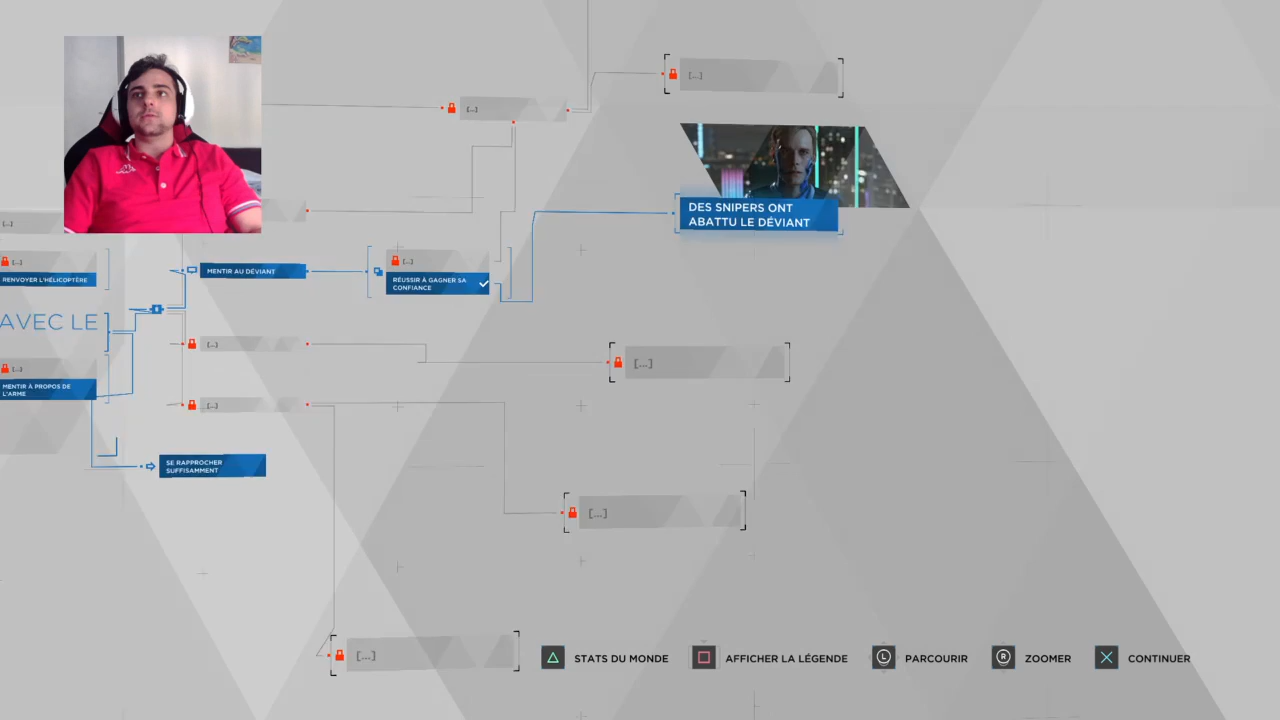 [...]
[...]
DES SNIPERS ONT
ABATTU LE DÉVIANT
[...]
[...]
RENVOYER L'HÉLICOPTÈRE
MENTIR AU DÉVIANT
[...]
RÉUSSIR À GAGNER SA
CONFIANCE
AVEC LE
[...]
[...]
[...]
MENTIR À PROPOS DE
L'ARME
[...]
SE RAPPROCHER
SUFFISAMMENT
[...]
[...]
STATS DU MONDE
AFFICHER LA LÉGENDE
L
PARCOURIR
R
ZOOMER
CONTINUER